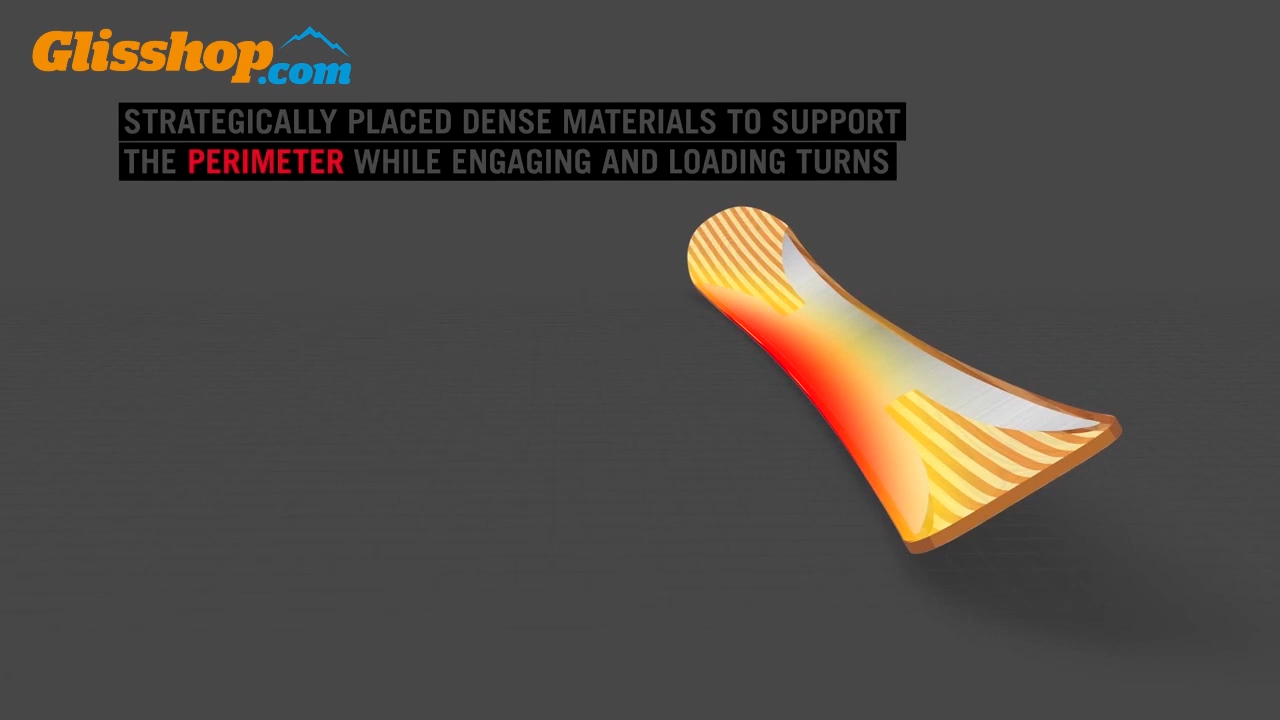 Glisshop.com
STRATEGICALLY PLACED DENSE MATERIALS TO SUPPORT
THE PERIMETER WHILE ENGAGING AND LOADING TURNS